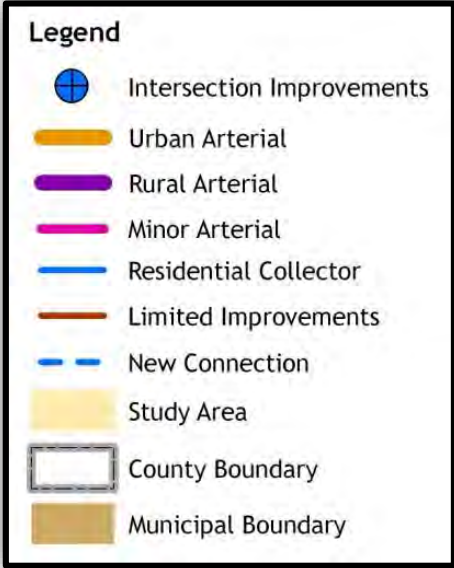 Legend
Intersection Improvements
Urban Arterial
Rural Arterial
Minor Arterial
Residential Collector
Limited Improvements
New Connection
Study Area
County Boundary
Municipal Boundary